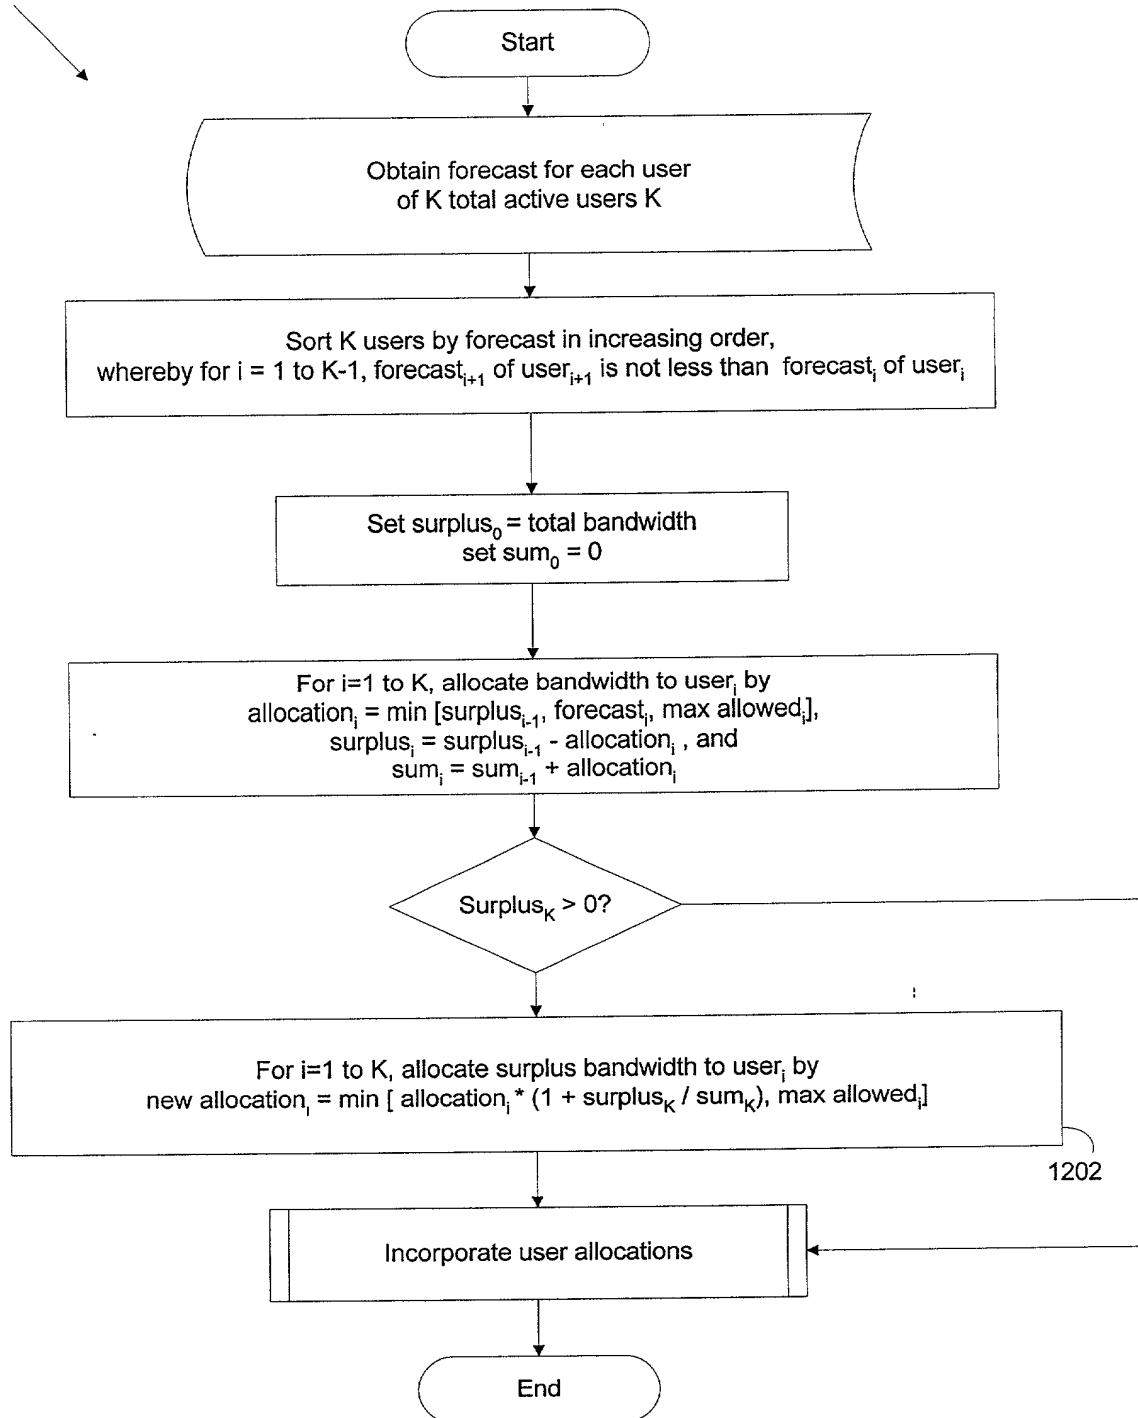 Start
Obtain forecast for each user
of K total active users K
Sort K users by forecast in increasing order,
whereby for i = 1 to K-1, forecast_{i+1} of user_{i+1} is not less than forecast_i of user_i
Set surplus_0 = total bandwidth
set sum_0 = 0
For i=1 to K, allocate bandwidth to user_i by
allocation_i = min [surplus_{i-1}, forecast_i, max allowed_i],
surplus_i = surplus_{i-1} - allocation_i , and
sum_i = sum_{i-1} + allocation_i
Surplus_K > 0?
For i=1 to K, allocate surplus bandwidth to user_i by
new allocation_i = min [ allocation_i * (1 + surplus_K / sum_K), max allowed_i]
1202
Incorporate user allocations
End